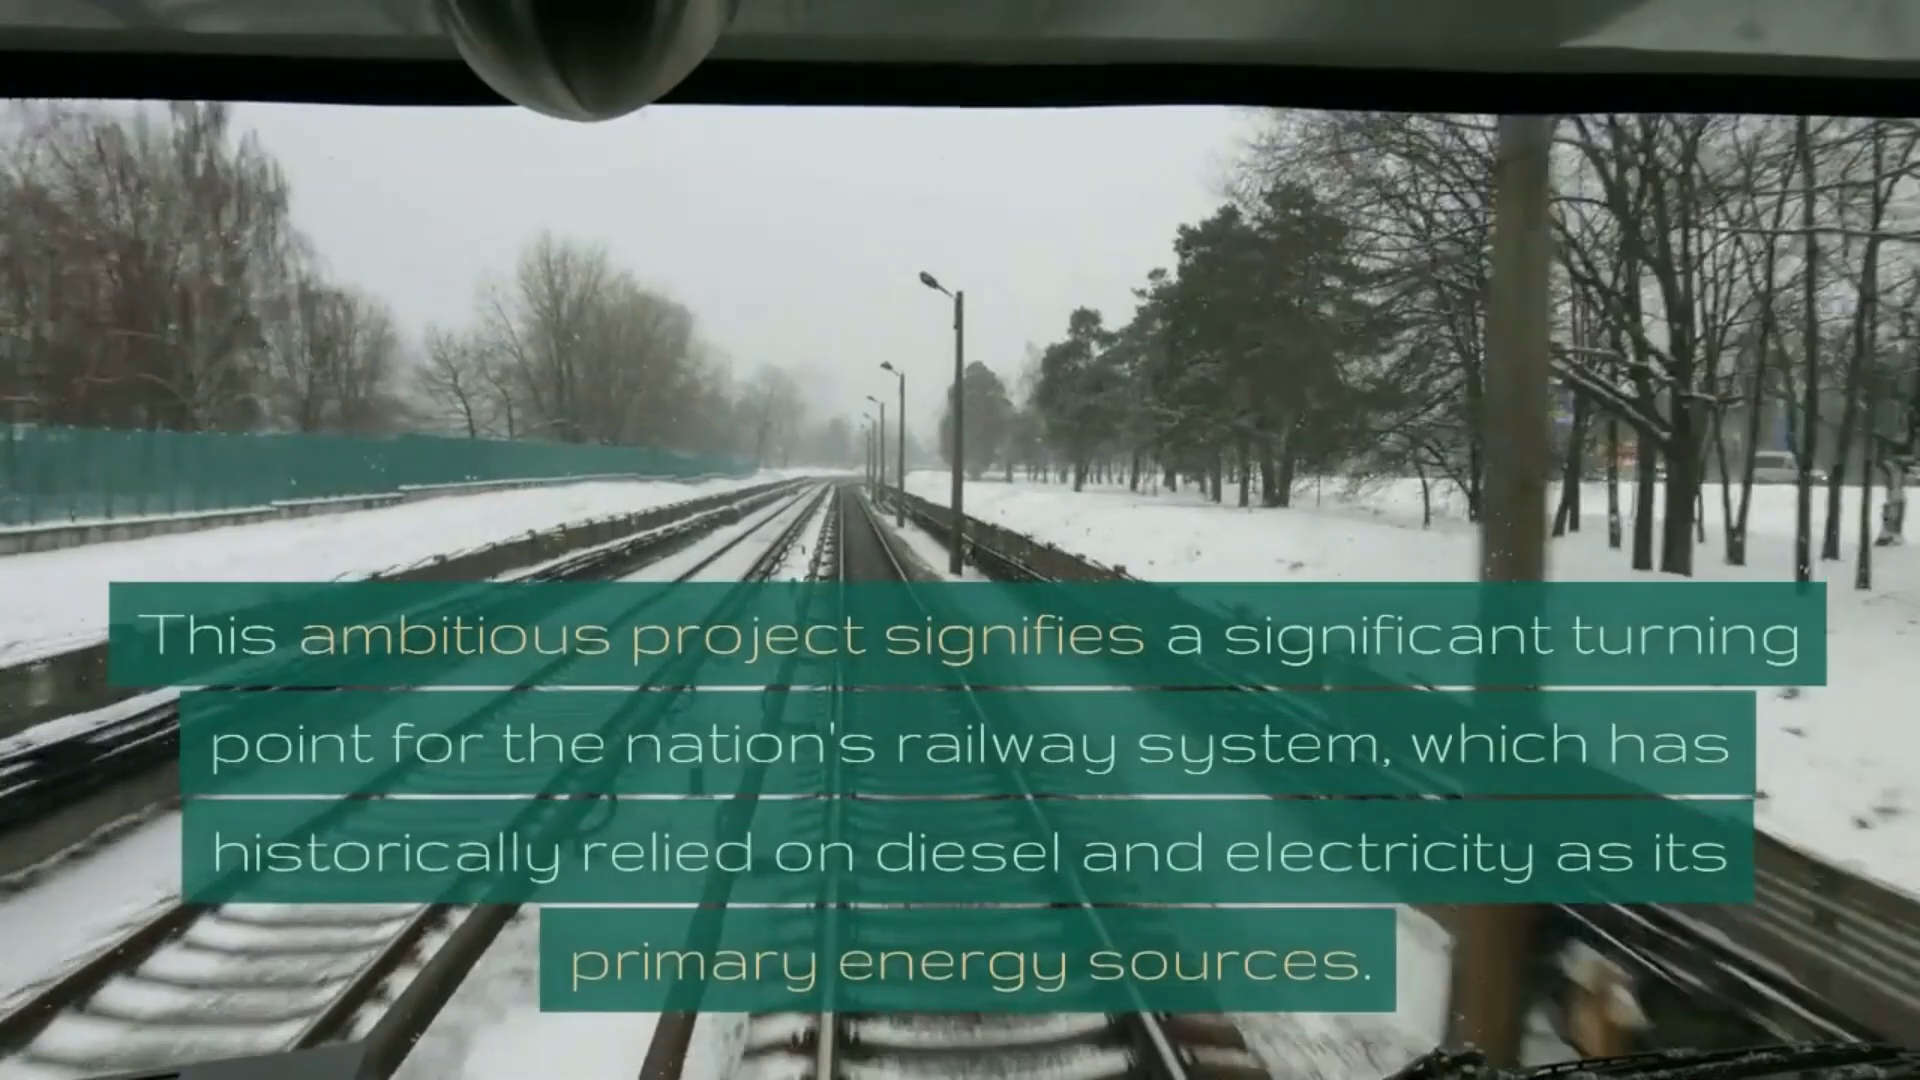 This ambitious project signifies a significant turning
point for the nation's railway system, which has
historically relied on diesel and electricity as its
primary energy sources.